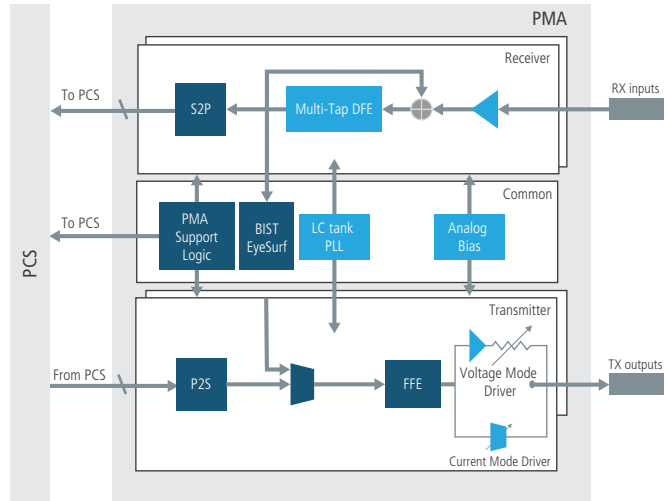 PMA
Receiver
To PCS
S2P
Multi-Tap DFE
RX inputs
Common
To PCS
PMA
Support
Logic
BIST
EyeSurf
LC tank
PLL
Analog
Bias
PCS
Transmitter
From PCS
P2S
FFE
Voltage Mode
Driver
TX outputs
Current Mode Driver